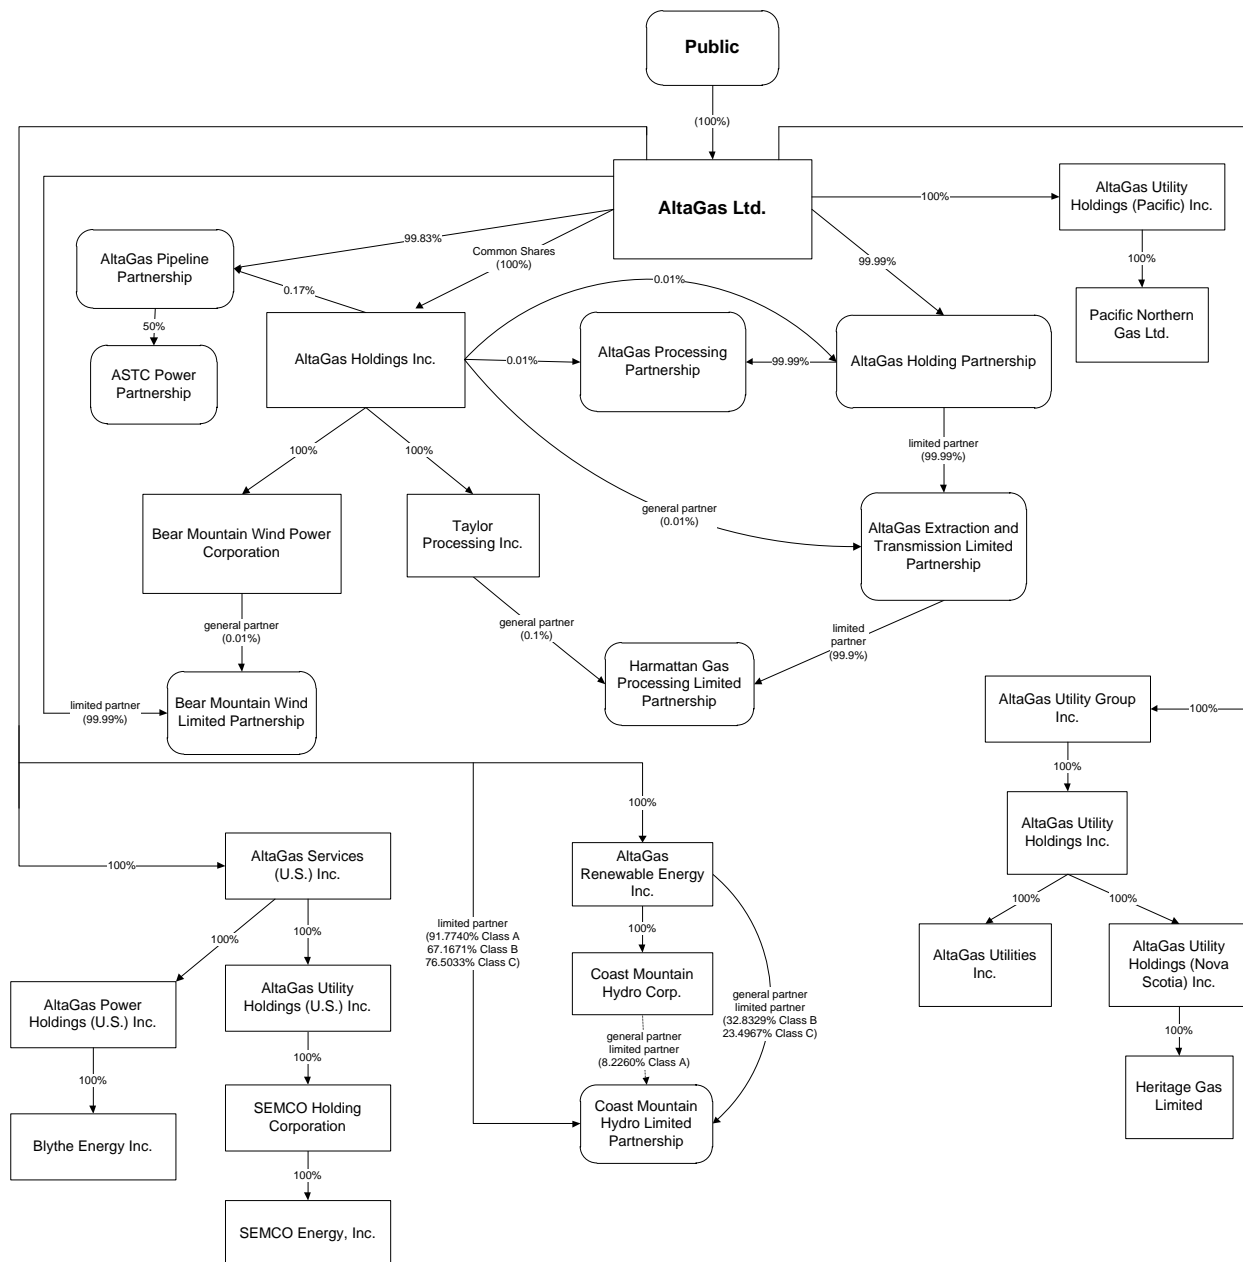 Public
(100%)
AltaGas Ltd.
100%
AltaGas Utility
Holdings (Pacific) Inc.
99.83%
Common Shares
(100%)
99.99%
100%
AltaGas Pipeline
Partnership
0.17%
0.01%
Pacific Northern
Gas Ltd.
50%
ASTC Power
Partnership
AltaGas Holdings Inc.
0.01%
AltaGas Processing
Partnership
99.99%
AltaGas Holding Partnership
100%
100%
limited partner
(99.99%)
Bear Mountain Wind Power
Corporation
Taylor
Processing Inc.
general partner
(0.01%)
AltaGas Extraction and
Transmission Limited
Partnership
general partner
(0.01%)
general partner
(0.1%)
limited
partner
(99.9%)
Harmattan Gas
Processing Limited
Partnership
limited partner
(99.99%)
Bear Mountain Wind
Limited Partnership
AltaGas Utility Group
Inc.
100%
100%
100%
AltaGas Utility
Holdings Inc.
100%
AltaGas Services
(U.S.) Inc.
AltaGas
Renewable Energy
Inc.
100%
100%
100%
100%
limited partner
(91.7740% Class A
67.1671% Class B
76.5033% Class C)
100%
AltaGas Utilities
Inc.
AltaGas Utility
Holdings (Nova
Scotia) Inc.
AltaGas Power
Holdings (U.S.) Inc.
AltaGas Utility
Holdings (U.S.) Inc.
Coast Mountain
Hydro Corp.
general partner
limited partner
(32.8329% Class B
23.4967% Class C)
100%
100%
general partner
limited partner
(8.2260% Class A)
100%
Blythe Energy Inc.
SEMCO Holding
Corporation
Coast Mountain
Hydro Limited
Partnership
Heritage Gas
Limited
100%
SEMCO Energy, Inc.